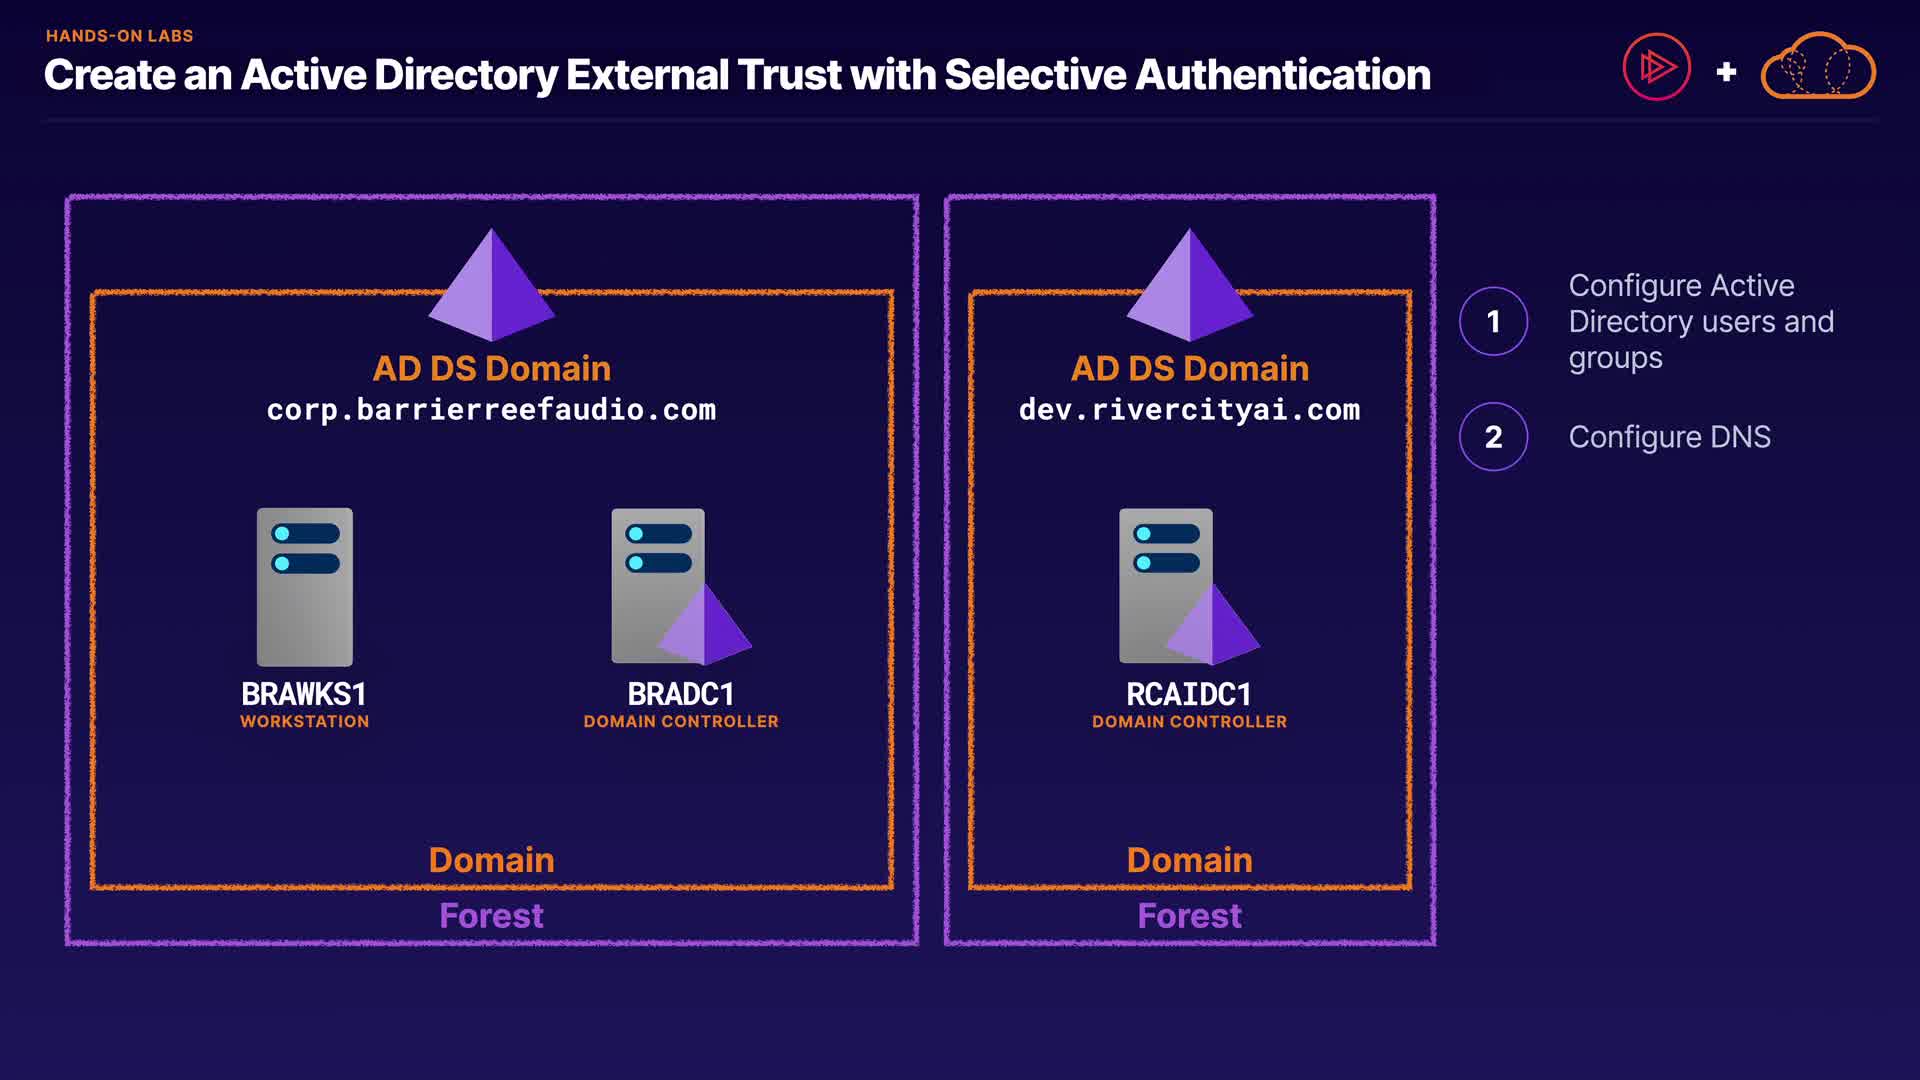 HANDS-ON LABS
Create an Active Directory External Trust with Selective Authentication
+
AD DS Domain
corp.barrierreefaudio.com
BRAWKS1
WORKSTATION
BRADC1
DOMAIN CONTROLLER
Domain
Forest
AD DS Domain
dev.rivercityai.com
RCAIDC1
DOMAIN CONTROLLER
Domain
Forest
1
Configure Active
Directory users and
groups
2
Configure DNS